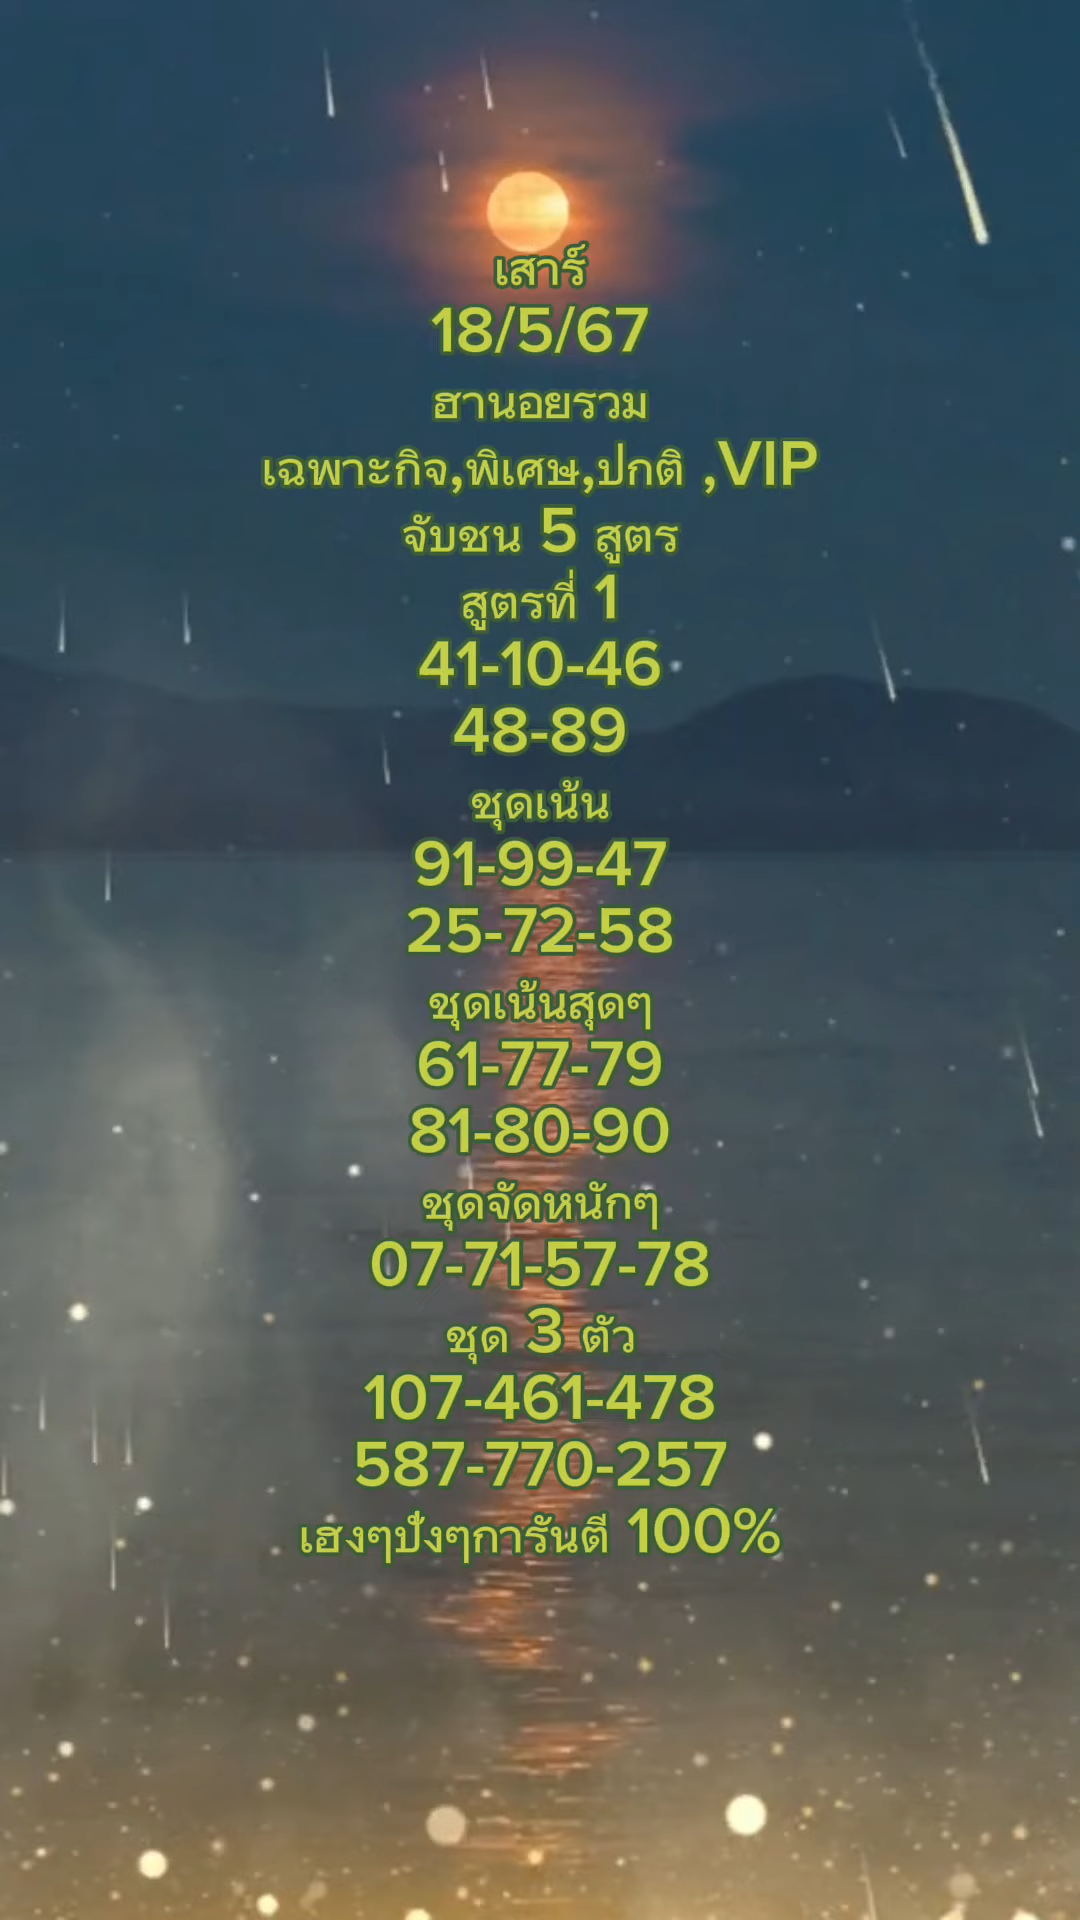 เสาร์
18/5/67
ฮานอยรวม
เฉพาะกิจ,พิเศษ,ปกติ ,VIP
จับชน 5 สูตร
สูตรที่ 1
41-10-46
48-89
ชุดเน้น
91-99-47
25-72-58
ชุดเน้นสุดๆ
61-77-79
81-80-90
ชุดจัดหนักๆ
07-71-57-78
ชุด 3 ตัว
107-461-478
587-770-257
เฮงๆปังๆการันตี 100%